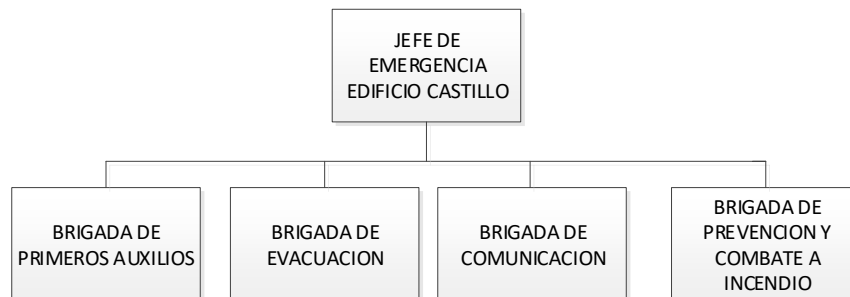 JEFE DE
EMERGENCIA
EDIFICIO CASTILLO
BRIGADA DE
PRIMEROS AUXILIOS
BRIGADA DE
EVACUACION
BRIGADA DE
COMUNICACION
BRIGADA DE
PREVENCION Y
COMBATE A
INCENDIO